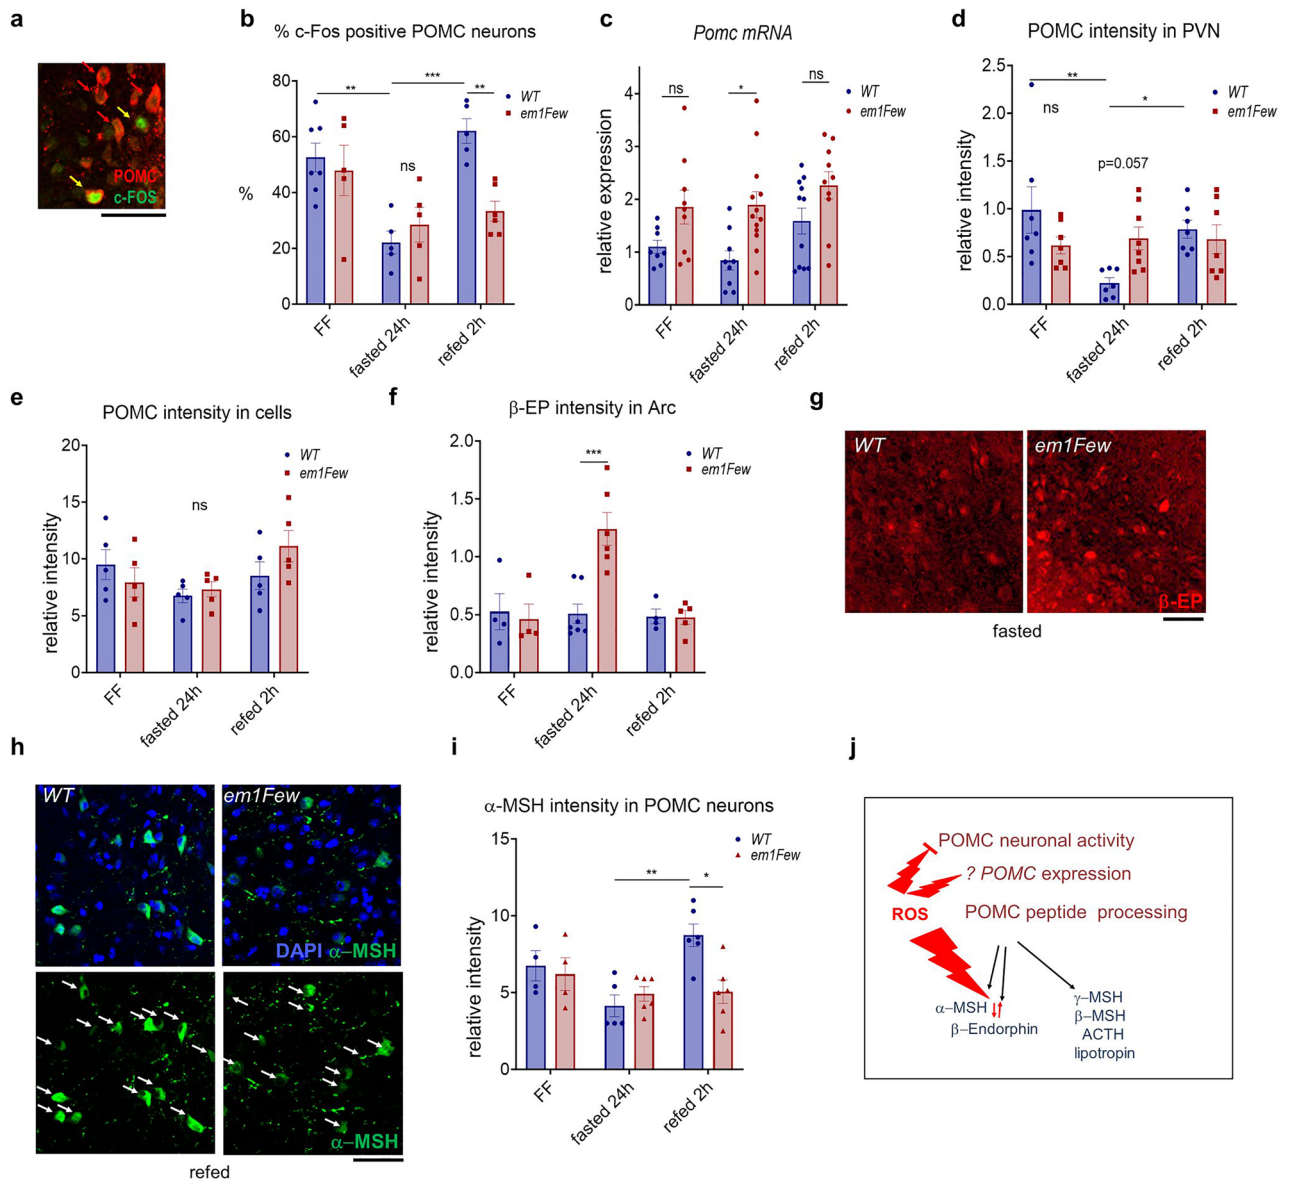 a
POMC
c-FOS
b
% c-Fos positive POMC neurons
%
80
60
40
20
0
**
***
**
ns
WT
em1Few
FF
fasted 24h
refed 2h
c
Pomc mRNA
relative expression
4
3
2
1
0
ns
*
ns
WT
em1Few
FF
fasted 24h
refed 2h
d
POMC intensity in PVN
relative intensity
2.5
2.0
1.5
1.0
0.5
0.0
**
ns
*
p=0.057
WT
em1Few
FF
fasted 24h
refed 2h
e
POMC intensity in cells
relative intensity
20
15
10
5
0
ns
WT
em1Few
FF
fasted 24h
refed 2h
f
β-EP intensity in Arc
relative intensity
2.0
1.5
1.0
0.5
0.0
***
WT
em1Few
FF
fasted 24h
refed 2h
g
WT
em1Few
β-EP
fasted
h
WT
em1Few
DAPI α–MSH
α–MSH
refed
i
α-MSH intensity in POMC neurons
relative intensity
15
10
5
0
**
*
WT
em1Few
FF
fasted 24h
refed 2h
j
POMC neuronal activity
? POMC expression
ROS
POMC peptide processing
α–MSH
β–Endorphin
γ–MSH
β–MSH
ACTH
lipotropin